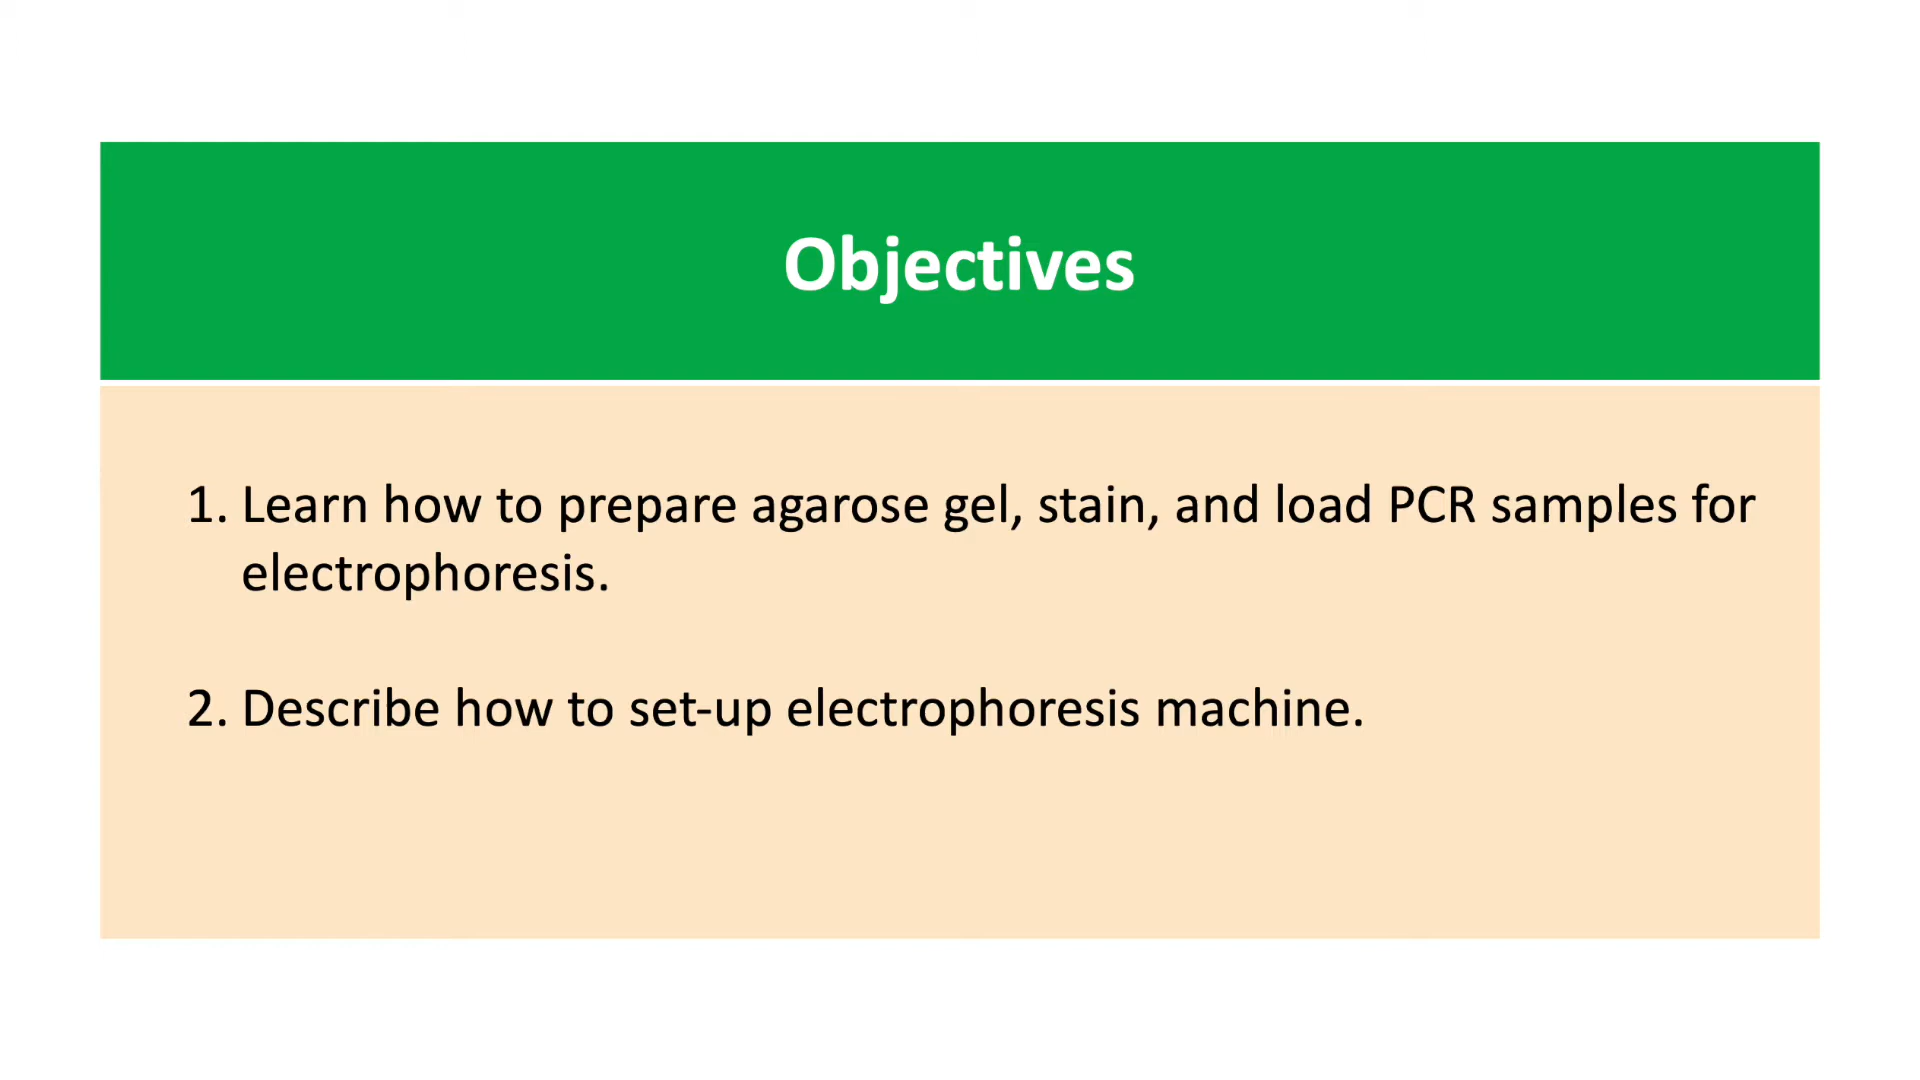 Objectives
1. Learn how to prepare agarose gel, stain, and load PCR samples for
electrophoresis.
2. Describe how to set-up electrophoresis machine.